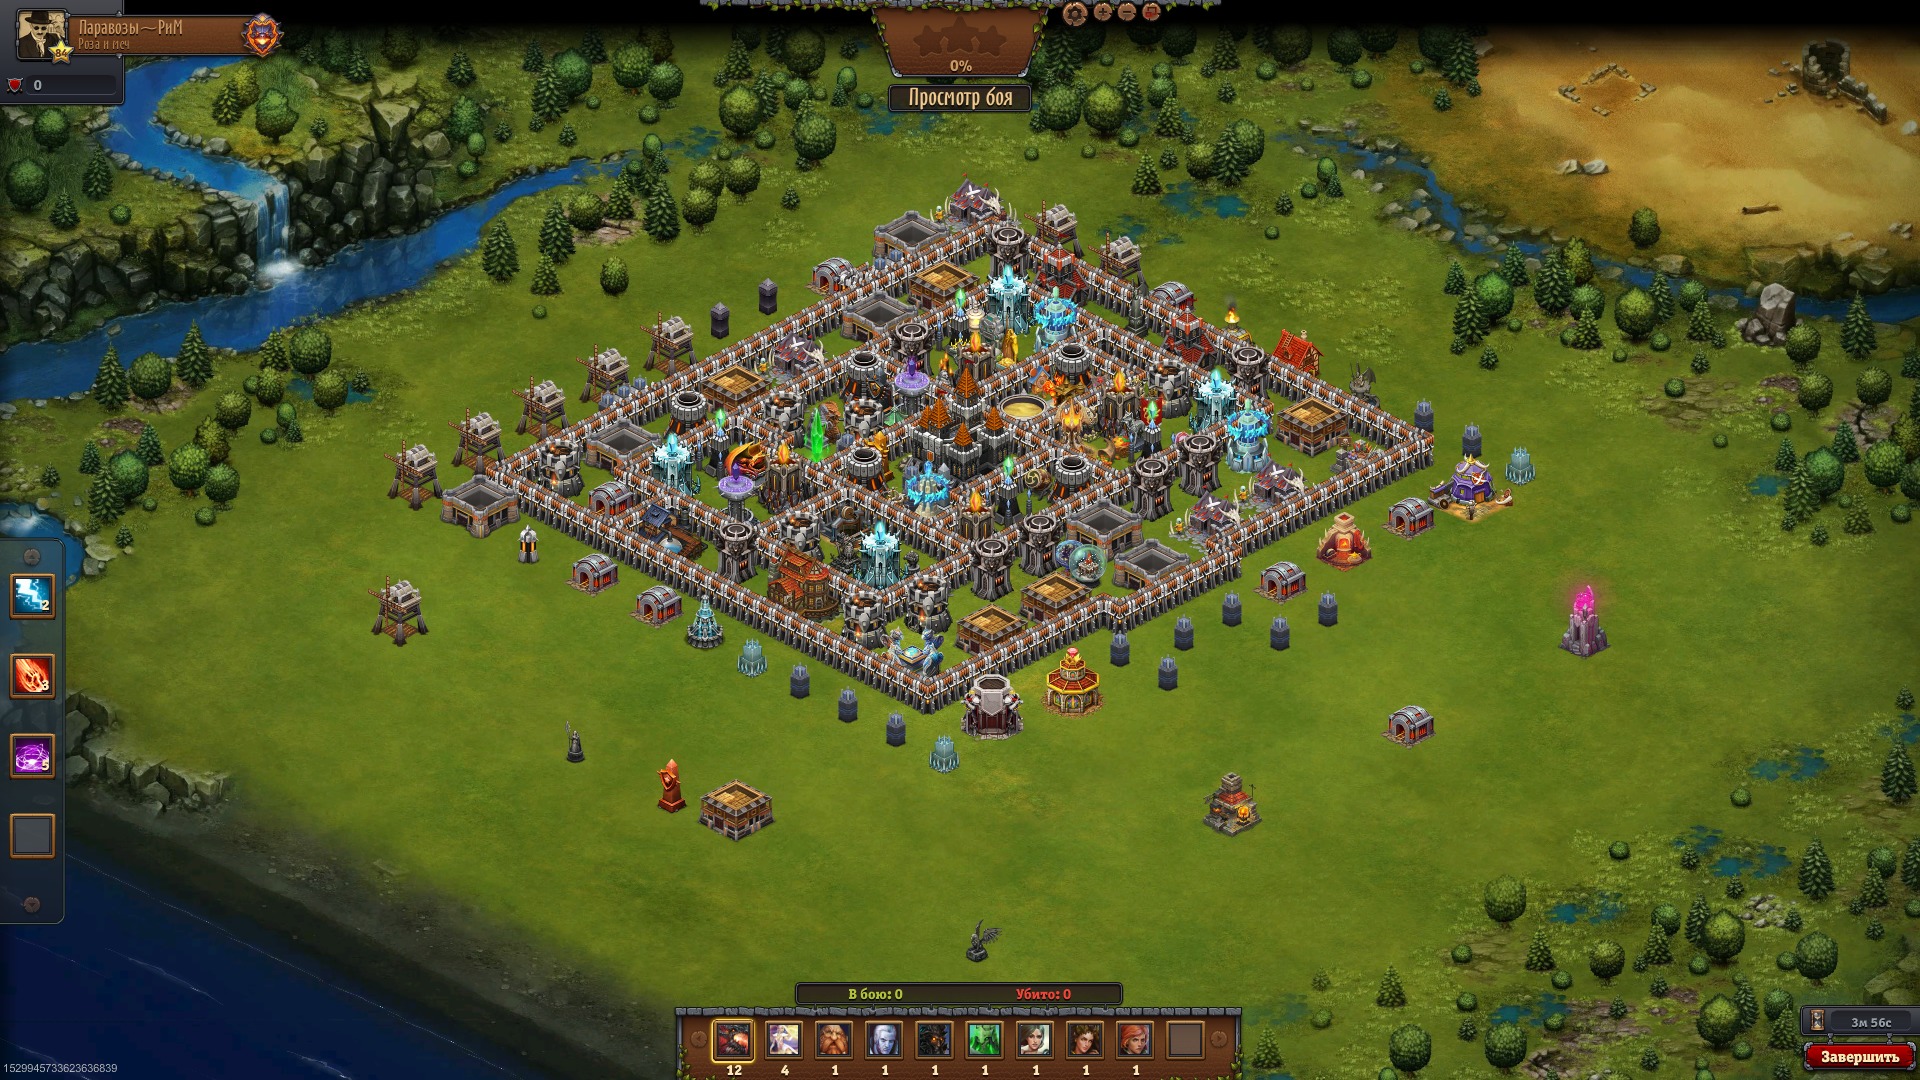 Паравозы~РиМ
Роза и меч
84
0
0%
Просмотр боя
2
3
5
В бою: 0 Убито: 0
12 4 1 1 1 1 1 1 1
3м 56с
Завершить
1529945733623636839